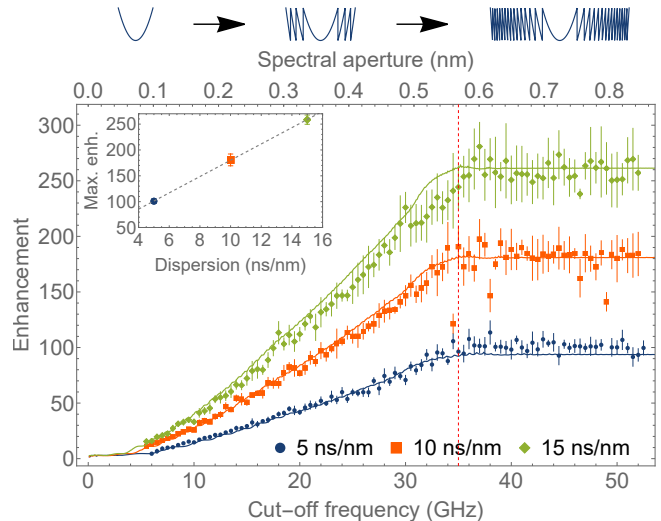 Spectral aperture (nm)
0.0 0.1 0.2 0.3 0.4 0.5 0.6 0.7 0.8
300
250
200
150
100
50
0
Enhancement
250
200
150
100
50
Max. enh.
4 6 8 10 12 14 16
Dispersion (ns/nm)
5 ns/nm 10 ns/nm 15 ns/nm
0 10 20 30 40 50
Cut-off frequency (GHz)